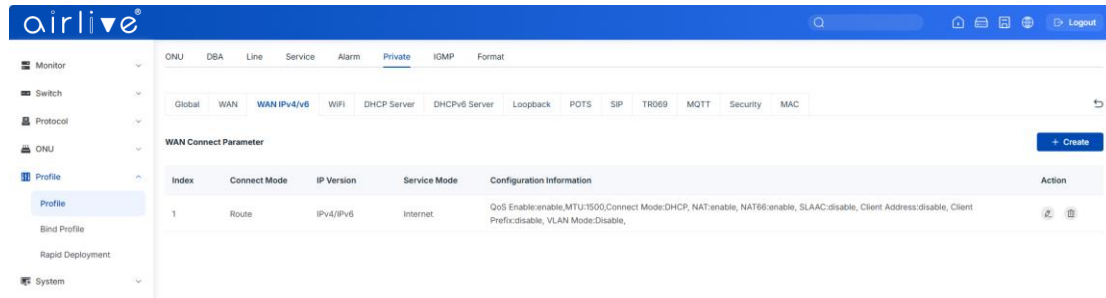 airlive®
Logout
Monitor
Switch
Protocol
ONU
Profile
Profile
Bind Profile
Rapid Deployment
System
ONU DBA Line Service Alarm Private IGMP Format
Global WAN WAN IPv4/v6 WiFi DHCP Server DHCPv6 Server Loopback POTS SIP TR069 MQTT Security MAC
WAN Connect Parameter
+ Create
Index Connect Mode IP Version Service Mode Configuration Information Action
1 Route IPv4/IPv6 Internet QoS Enable:enable,MTU:1500,Connect Mode:DHCP, NAT:enable, NAT66:enable, SLAAC:disable, Client Address:disable, Client
Prefix:disable, VLAN Mode:Disable,